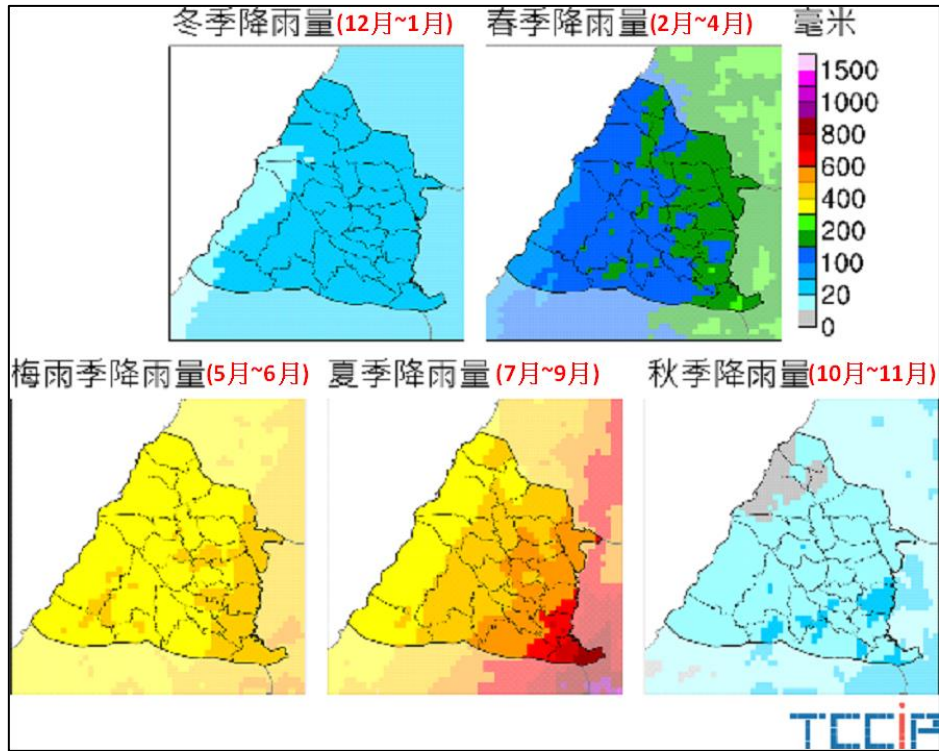 冬季降雨量(12月~1月)
春季降雨量(2月~4月)
毫米
1500
1000
800
600
400
200
100
20
0
梅雨季降雨量(5月~6月)
夏季降雨量(7月~9月)
秋季降雨量(10月~11月)
TCCiP